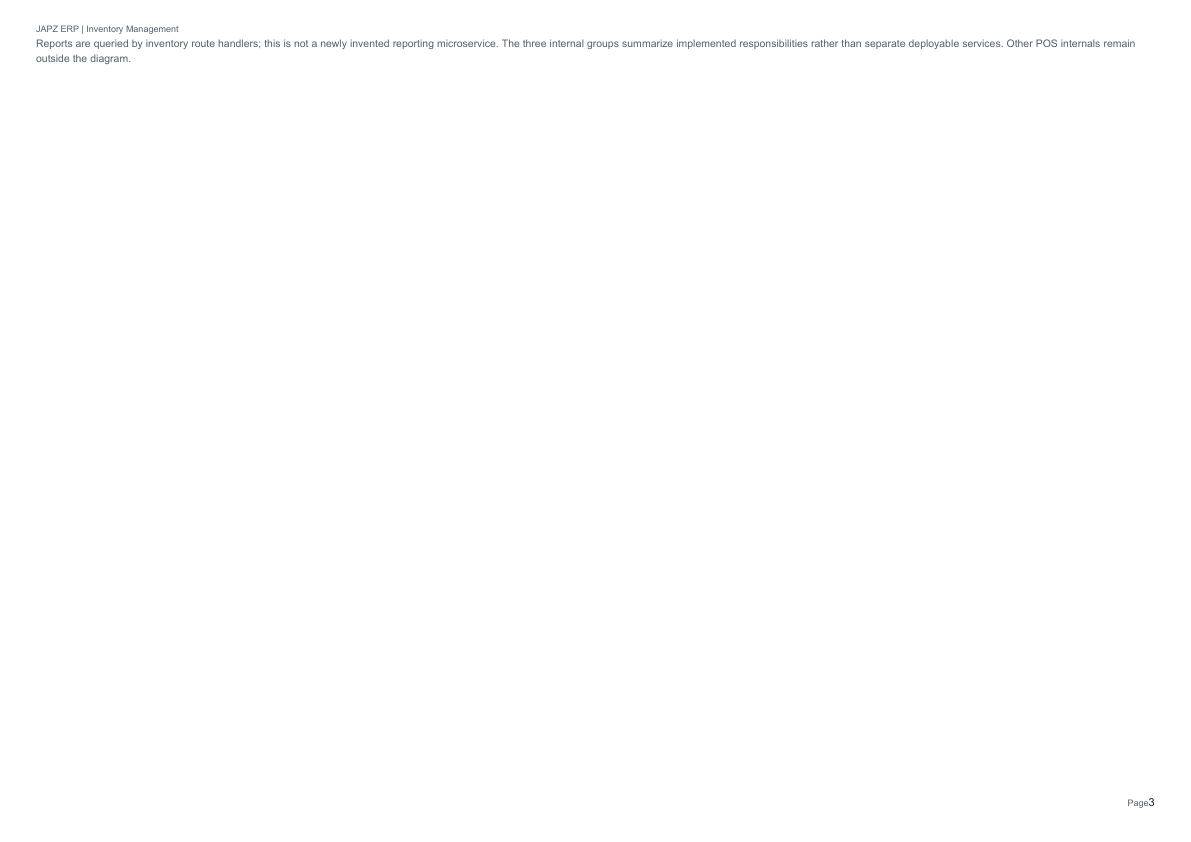 JAPZ ERP | Inventory Management
Reports are queried by inventory route handlers; this is not a newly invented reporting microservice. The three internal groups summarize implemented responsibilities rather than separate deployable services. Other POS internals remain
outside the diagram.
Page3